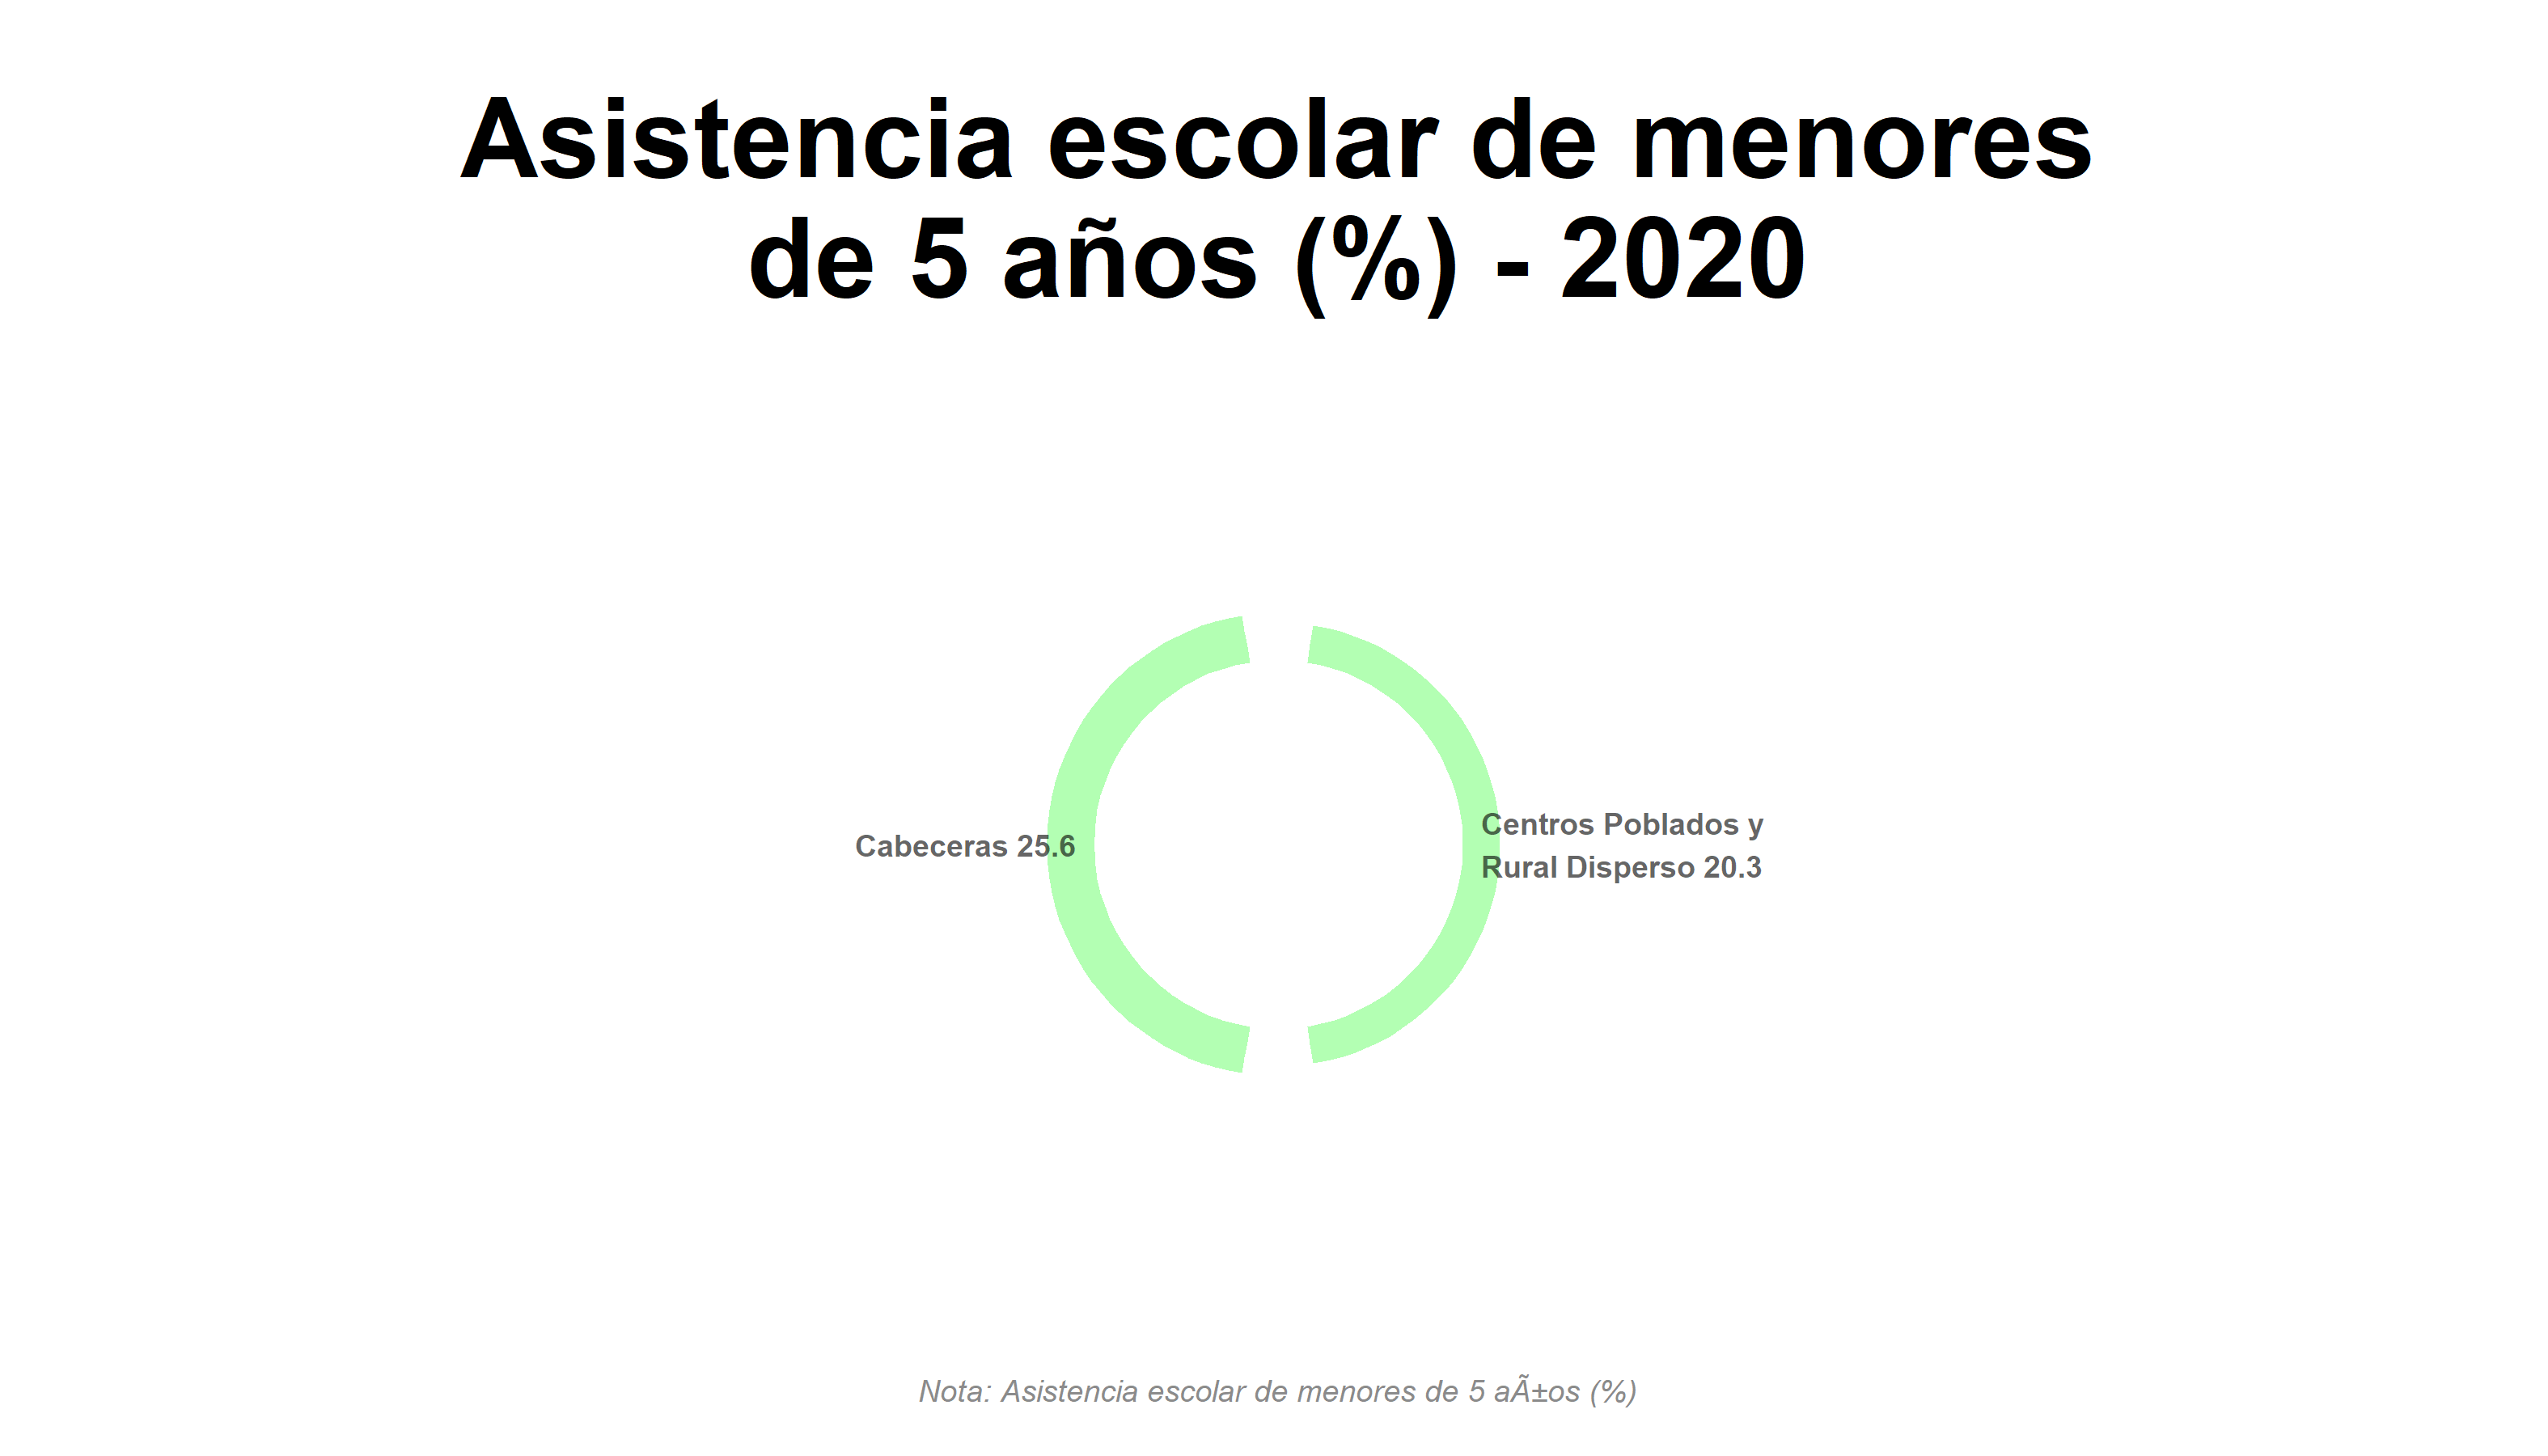 Asistencia escolar de menores
de 5 años (%) - 2020
Cabeceras 25.6
Centros Poblados y
Rural Disperso 20.3
Nota: Asistencia escolar de menores de 5 aÃ±os (%)